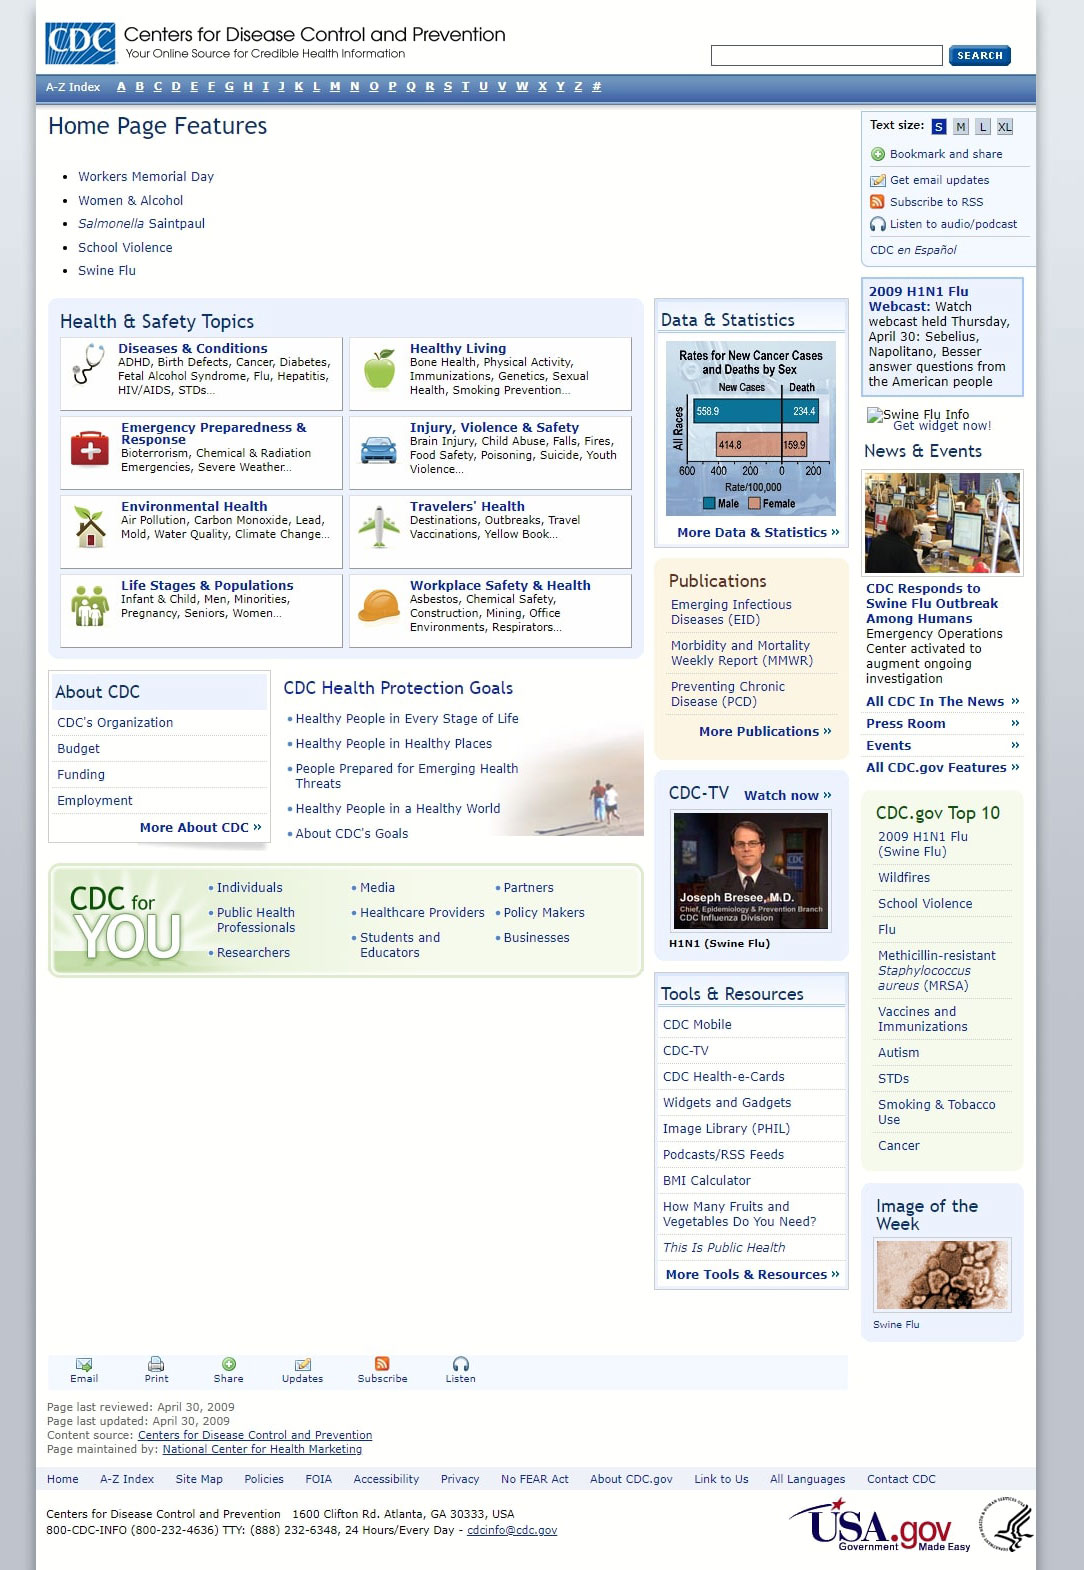 CDC Centers for Disease Control and Prevention
Your Online Source for Credible Health Information
SEARCH
A-Z Index A B C D E F G H I J K L M N O P Q R S T U V W X Y Z #
Home Page Features
Workers Memorial Day
Women & Alcohol
Salmonella Saintpaul
School Violence
Swine Flu
Text size: S M L XL
Bookmark and share
Get email updates
Subscribe to RSS
Listen to audio/podcast
CDC en Español
2009 H1N1 Flu
Webcast: Watch
webcast held Thursday,
April 30: Sebelius,
Napolitano, Besser
answer questions from
the American people
Swine Flu Info
Get widget now!
Health & Safety Topics
Diseases & Conditions
ADHD, Birth Defects, Cancer, Diabetes,
Fetal Alcohol Syndrome, Flu, Hepatitis,
HIV/AIDS, STDs...
Healthy Living
Bone Health, Physical Activity,
Immunizations, Genetics, Sexual
Health, Smoking Prevention...
Emergency Preparedness &
Response
Bioterrorism, Chemical & Radiation
Emergencies, Severe Weather...
Injury, Violence & Safety
Brain Injury, Child Abuse, Falls, Fires,
Food Safety, Poisoning, Suicide, Youth
Violence...
Environmental Health
Air Pollution, Carbon Monoxide, Lead,
Mold, Water Quality, Climate Change...
Travelers' Health
Destinations, Outbreaks, Travel
Vaccinations, Yellow Book...
Life Stages & Populations
Infant & Child, Men, Minorities,
Pregnancy, Seniors, Women...
Workplace Safety & Health
Asbestos, Chemical Safety,
Construction, Mining, Office
Environments, Respirators...
About CDC
CDC's Organization
Budget
Funding
Employment
More About CDC »
CDC Health Protection Goals
Healthy People in Every Stage of Life
Healthy People in Healthy Places
People Prepared for Emerging Health
Threats
Healthy People in a Healthy World
About CDC's Goals
CDC for
YOU
Individuals
Public Health
Professionals
Researchers
Media
Healthcare Providers
Students and
Educators
Partners
Policy Makers
Businesses
Data & Statistics
Rates for New Cancer Cases
and Deaths by Sex
New Cases Death
All Races
558.9 234.4
414.8 159.9
600 400 200 0 200
Rate/100,000
Male Female
More Data & Statistics »
Publications
Emerging Infectious
Diseases (EID)
Morbidity and Mortality
Weekly Report (MMWR)
Preventing Chronic
Disease (PCD)
More Publications »
CDC-TV Watch now »
Joseph Bresee, M.D.
Chief, Epidemiology & Prevention Branch
CDC Influenza Division
H1N1 (Swine Flu)
Tools & Resources
CDC Mobile
CDC-TV
CDC Health-e-Cards
Widgets and Gadgets
Image Library (PHIL)
Podcasts/RSS Feeds
BMI Calculator
How Many Fruits and
Vegetables Do You Need?
This Is Public Health
More Tools & Resources »
News & Events
CDC Responds to
Swine Flu Outbreak
Among Humans
Emergency Operations
Center activated to
augment ongoing
investigation
All CDC In The News »
Press Room »
Events »
All CDC.gov Features »
CDC.gov Top 10
2009 H1N1 Flu
(Swine Flu)
Wildfires
School Violence
Flu
Methicillin-resistant
Staphylococcus
aureus (MRSA)
Vaccines and
Immunizations
Autism
STDs
Smoking & Tobacco
Use
Cancer
Image of the
Week
Swine Flu
Email Print Share Updates Subscribe Listen
Page last reviewed: April 30, 2009
Page last updated: April 30, 2009
Content source: Centers for Disease Control and Prevention
Page maintained by: National Center for Health Marketing
Home A-Z Index Site Map Policies FOIA Accessibility Privacy No FEAR Act About CDC.gov Link to Us All Languages Contact CDC
Centers for Disease Control and Prevention 1600 Clifton Rd. Atlanta, GA 30333, USA
800-CDC-INFO (800-232-4636) TTY: (888) 232-6348, 24 Hours/Every Day - cdcinfo@cdc.gov
USA.gov
Government Made Easy